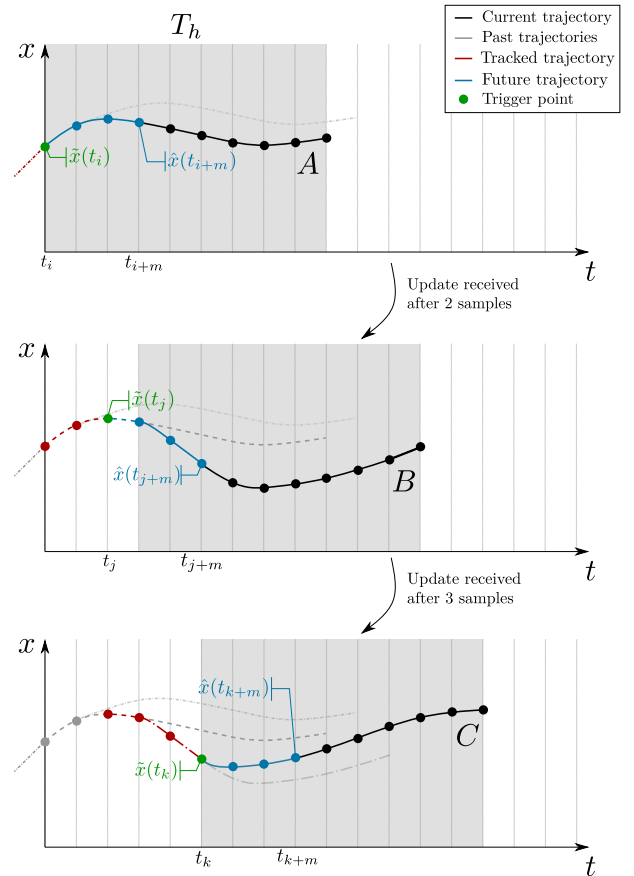 T_h
Current trajectory
Past trajectories
Tracked trajectory
Future trajectory
Trigger point
x
x̃(t_i)
x̂(t_{i+m})
A
t_i
t_{i+m}
t
Update received
after 2 samples
x
x̃(t_j)
x̂(t_{j+m})
B
t_j
t_{j+m}
t
Update received
after 3 samples
x
x̂(t_{k+m})
C
x̃(t_k)
t_k
t_{k+m}
t